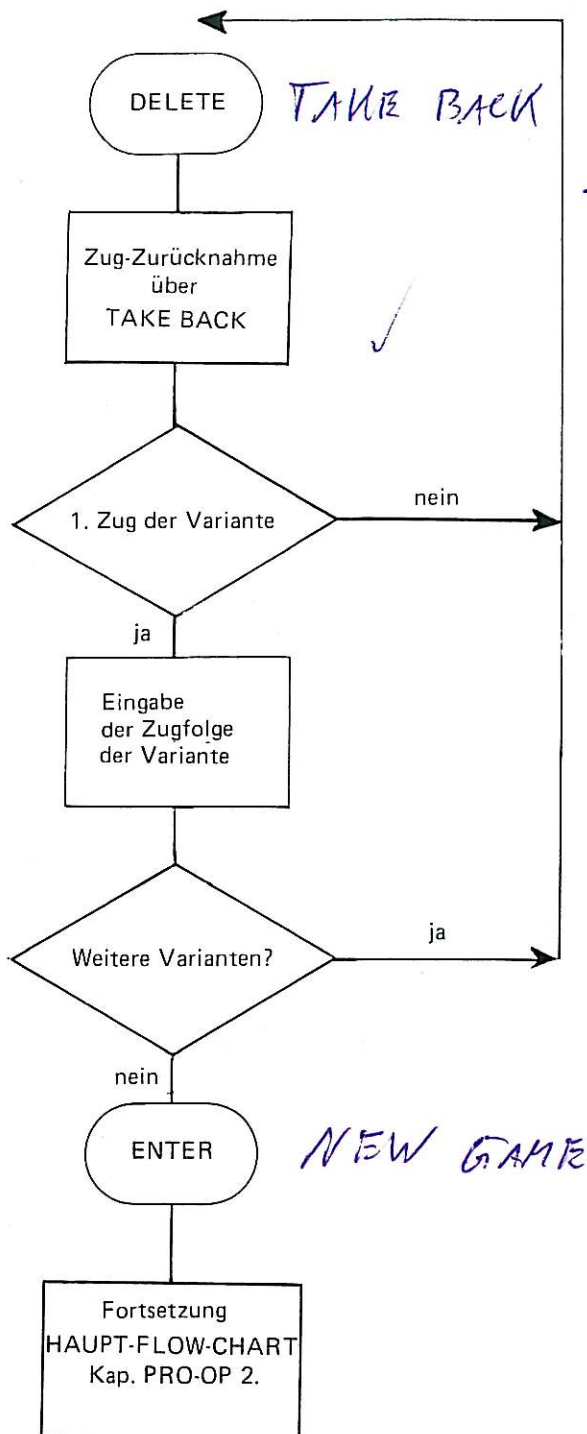 DELETE
TAKE BACK
Zug-Zurücknahme
über
TAKE BACK
1. Zug der Variante
nein
ja
Eingabe
der Zugfolge
der Variante
Weitere Varianten?
ja
nein
ENTER
NEW GAME
Fortsetzung
HAUPT-FLOW-CHART
Kap. PRO-OP 2.